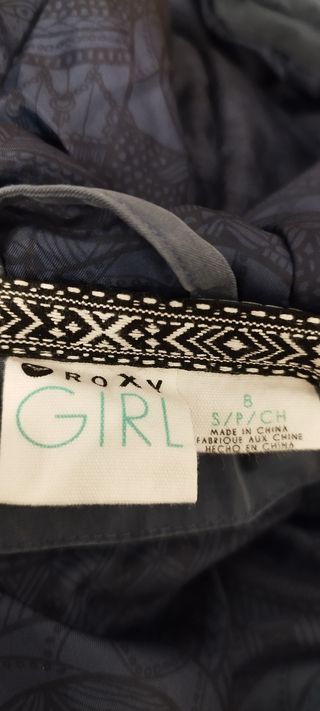 ROXY
GIRL
8
S/P/CH
MADE IN CHINA
FABRIQUE AUX CHINE
HECHO EN CHINA